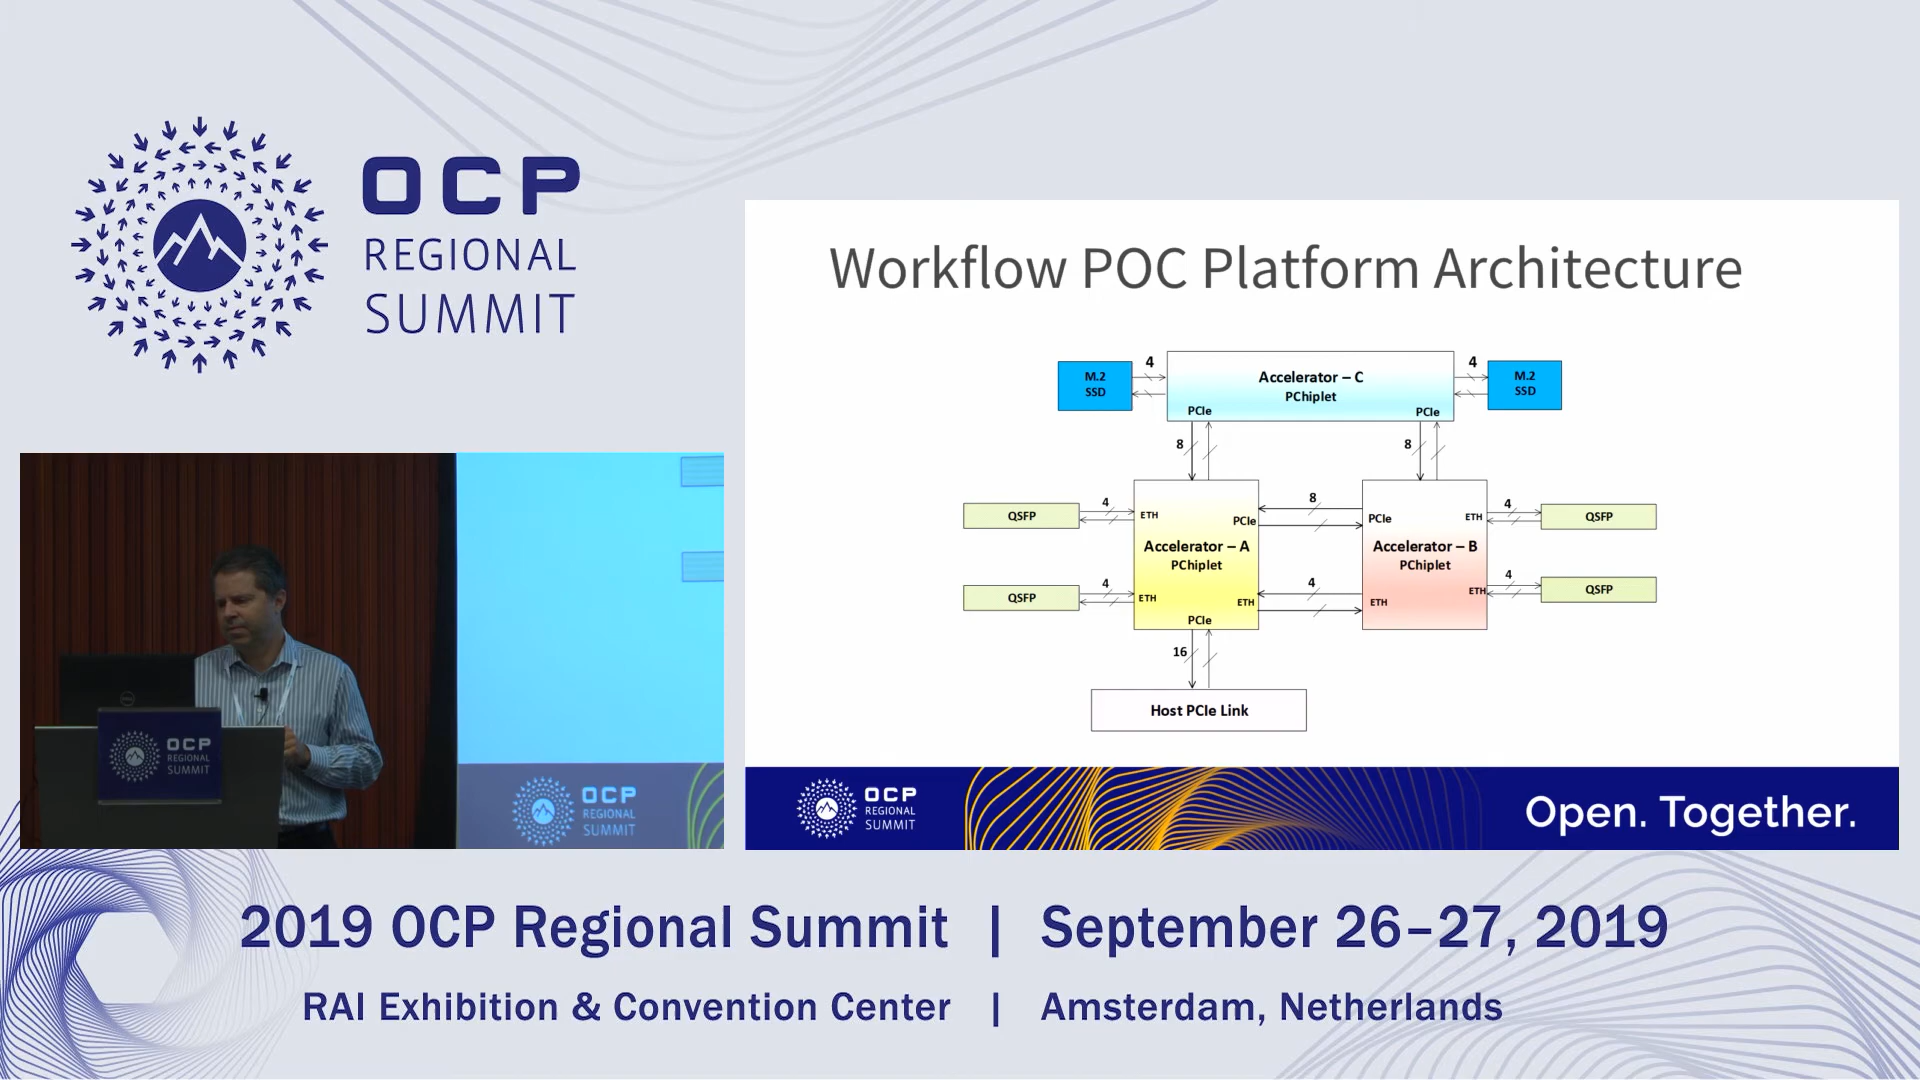 OCP
REGIONAL
SUMMIT
Workflow POC Platform Architecture
M.2
SSD
4
Accelerator – C
PChiplet
PCIe
PCIe
4
M.2
SSD
8
8
QSFP
4
ETH
PCIe
8
PCIe
ETH
4
QSFP
Accelerator – A
PChiplet
Accelerator – B
PChiplet
QSFP
4
ETH
ETH
4
ETH
ETH
4
QSFP
PCIe
16
Host PCIe Link
OCP
REGIONAL
SUMMIT
Open. Together.
OCP
REGIONAL
SUMMIT
OCP
REGIONAL
SUMMIT
2019 OCP Regional Summit | September 26–27, 2019
RAI Exhibition & Convention Center | Amsterdam, Netherlands